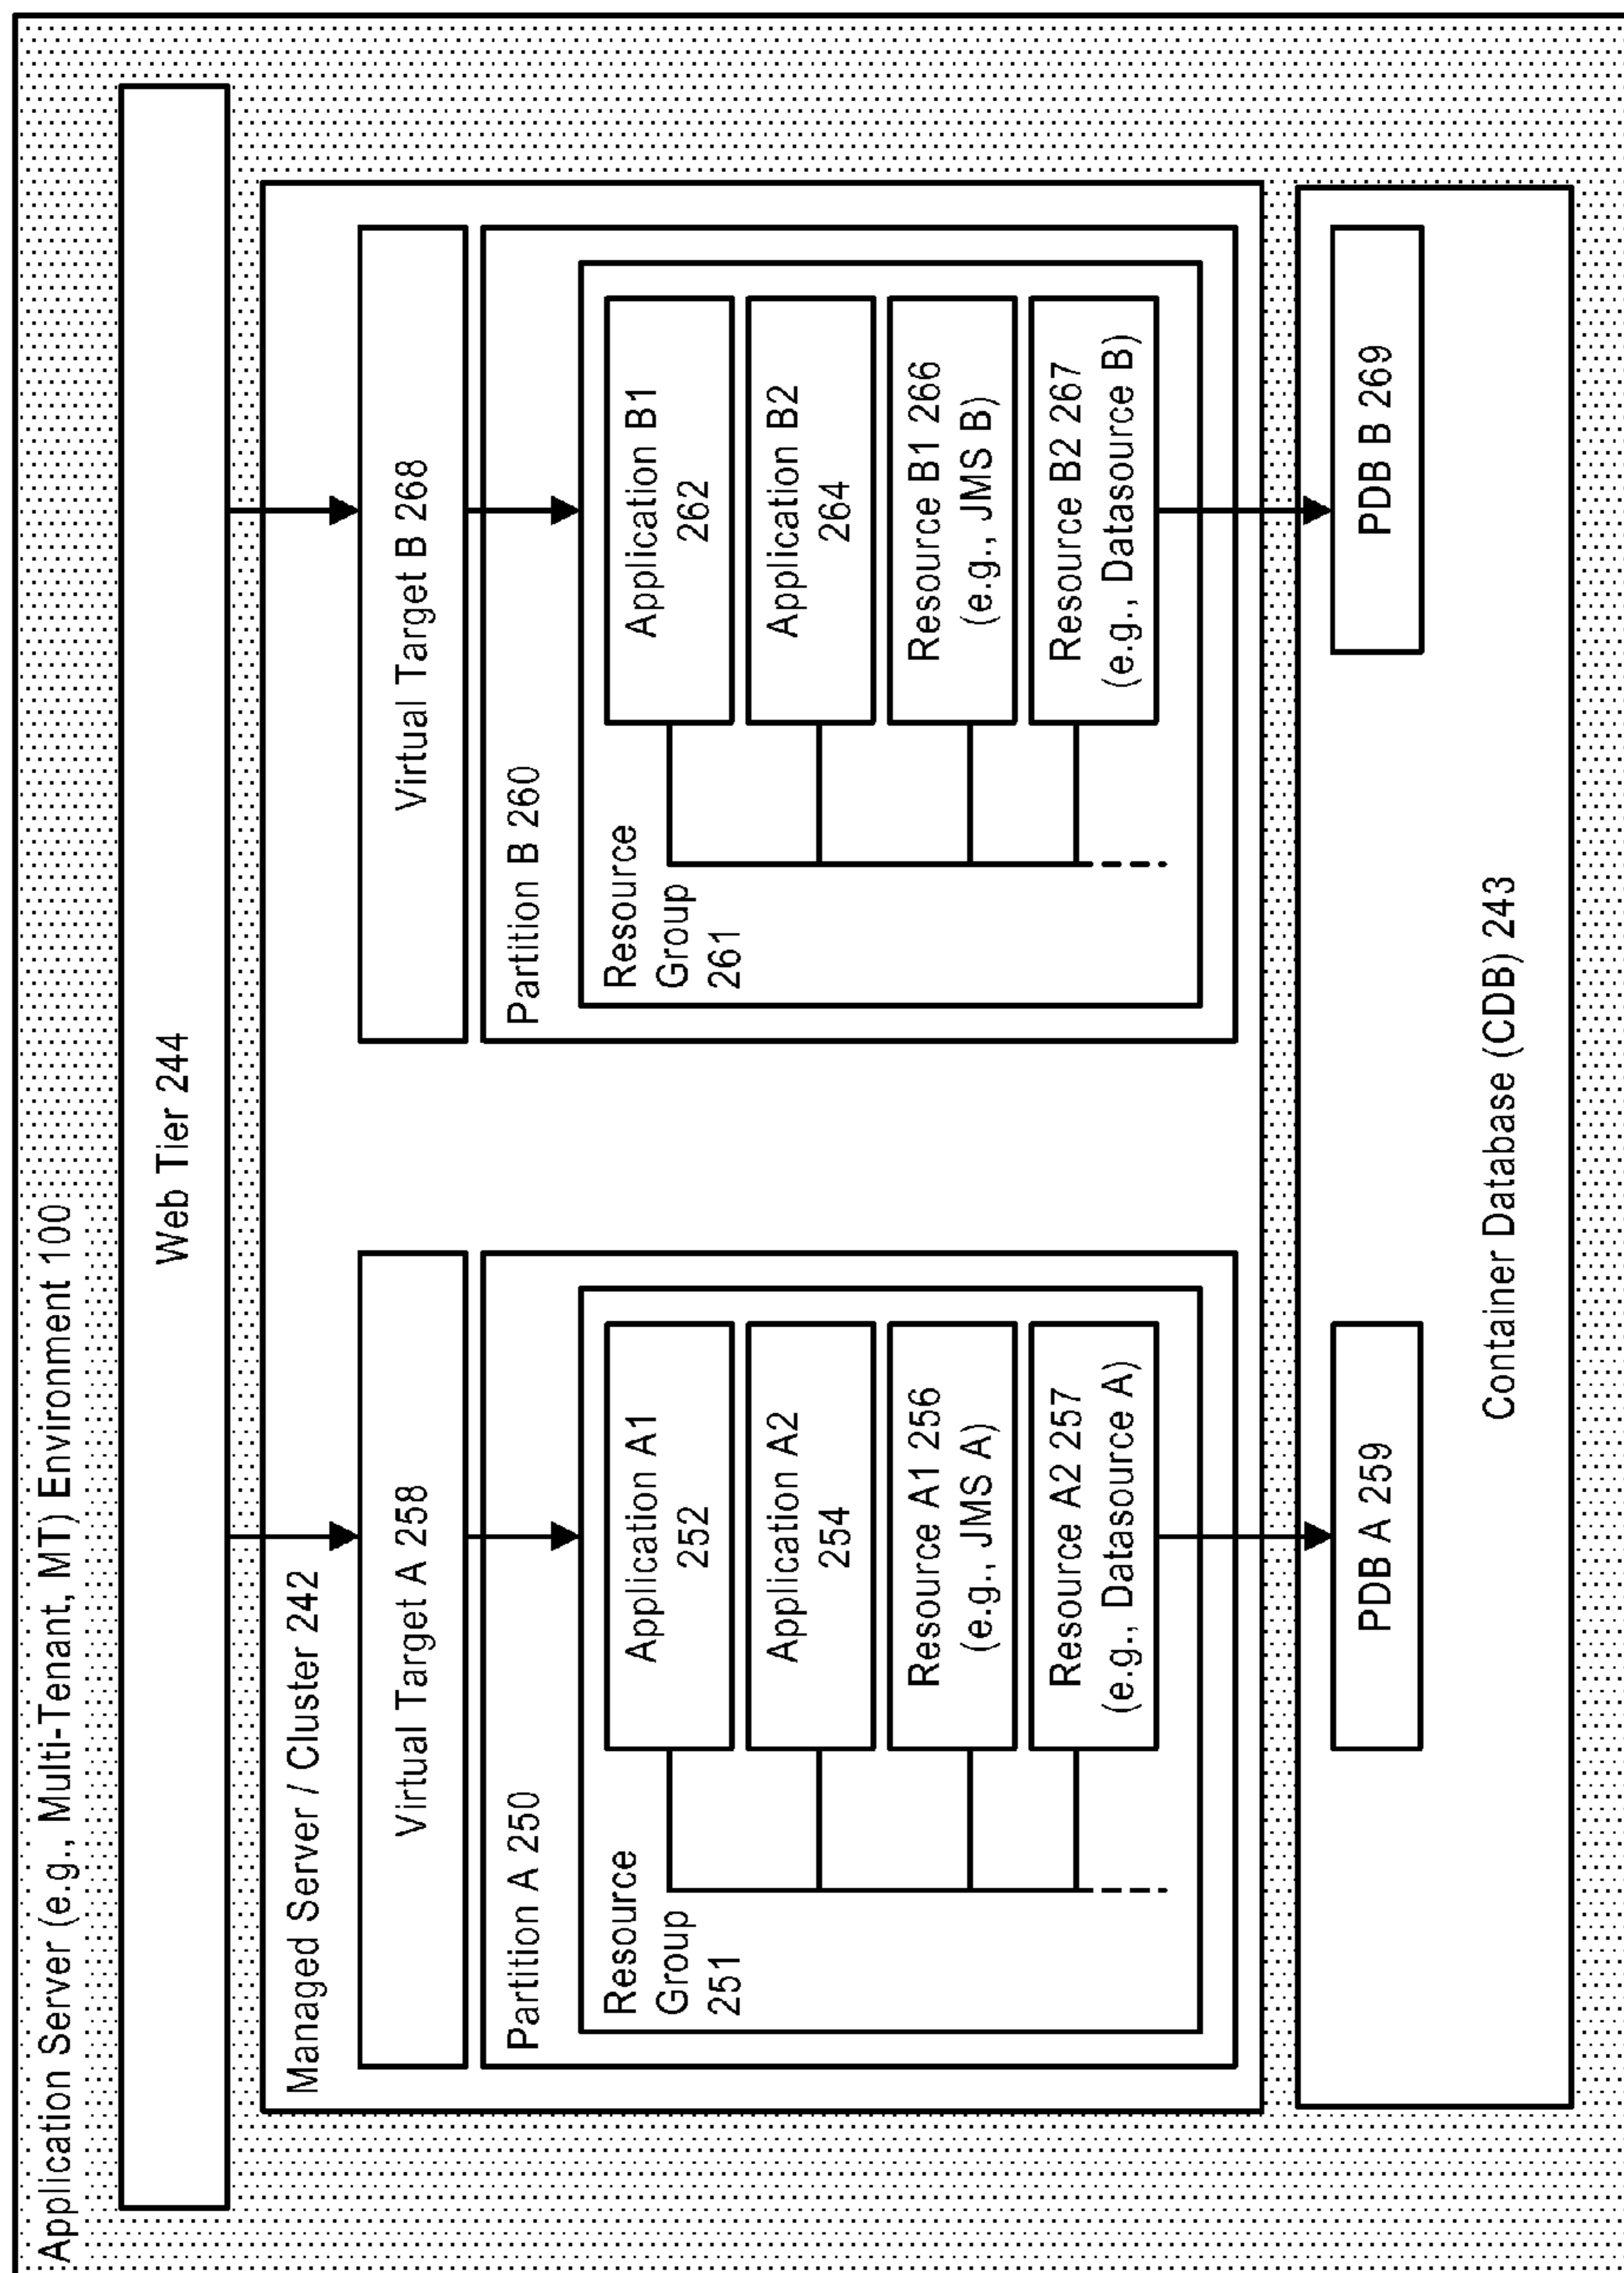 Application Server (e.g., Multi-Tenant, MT) Environment 100
Web Tier 244
Managed Server / Cluster 242
Virtual Target A 258
Partition A 250
Resource
Group
251
Application A1
252
Application A2
254
Resource A1 256
(e.g., JMS A)
Resource A2 257
(e.g., Datasource A)
Virtual Target B 268
Partition B 260
Resource
Group
261
Application B1
262
Application B2
264
Resource B1 266
(e.g., JMS B)
Resource B2 267
(e.g., Datasource B)
PDB A 259
PDB B 269
Container Database (CDB) 243